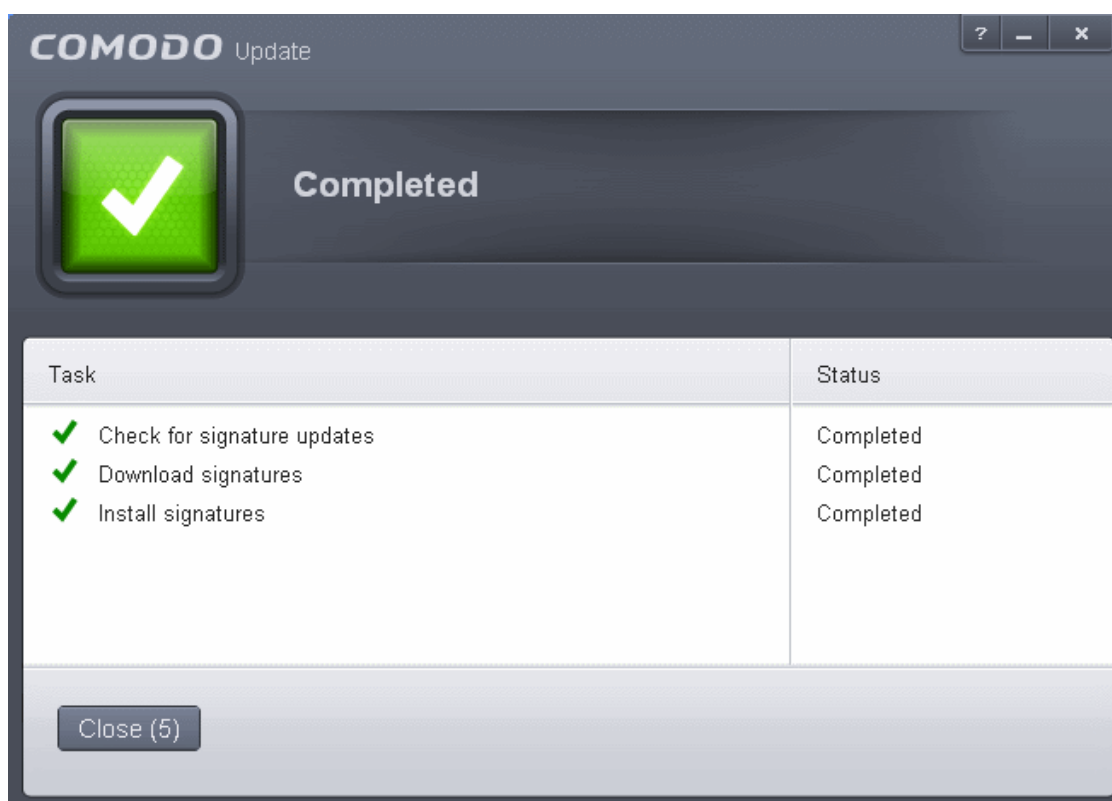 COMODO Update
? _ x
Completed
Task Status
Check for signature updates Completed
Download signatures Completed
Install signatures Completed
Close (5)